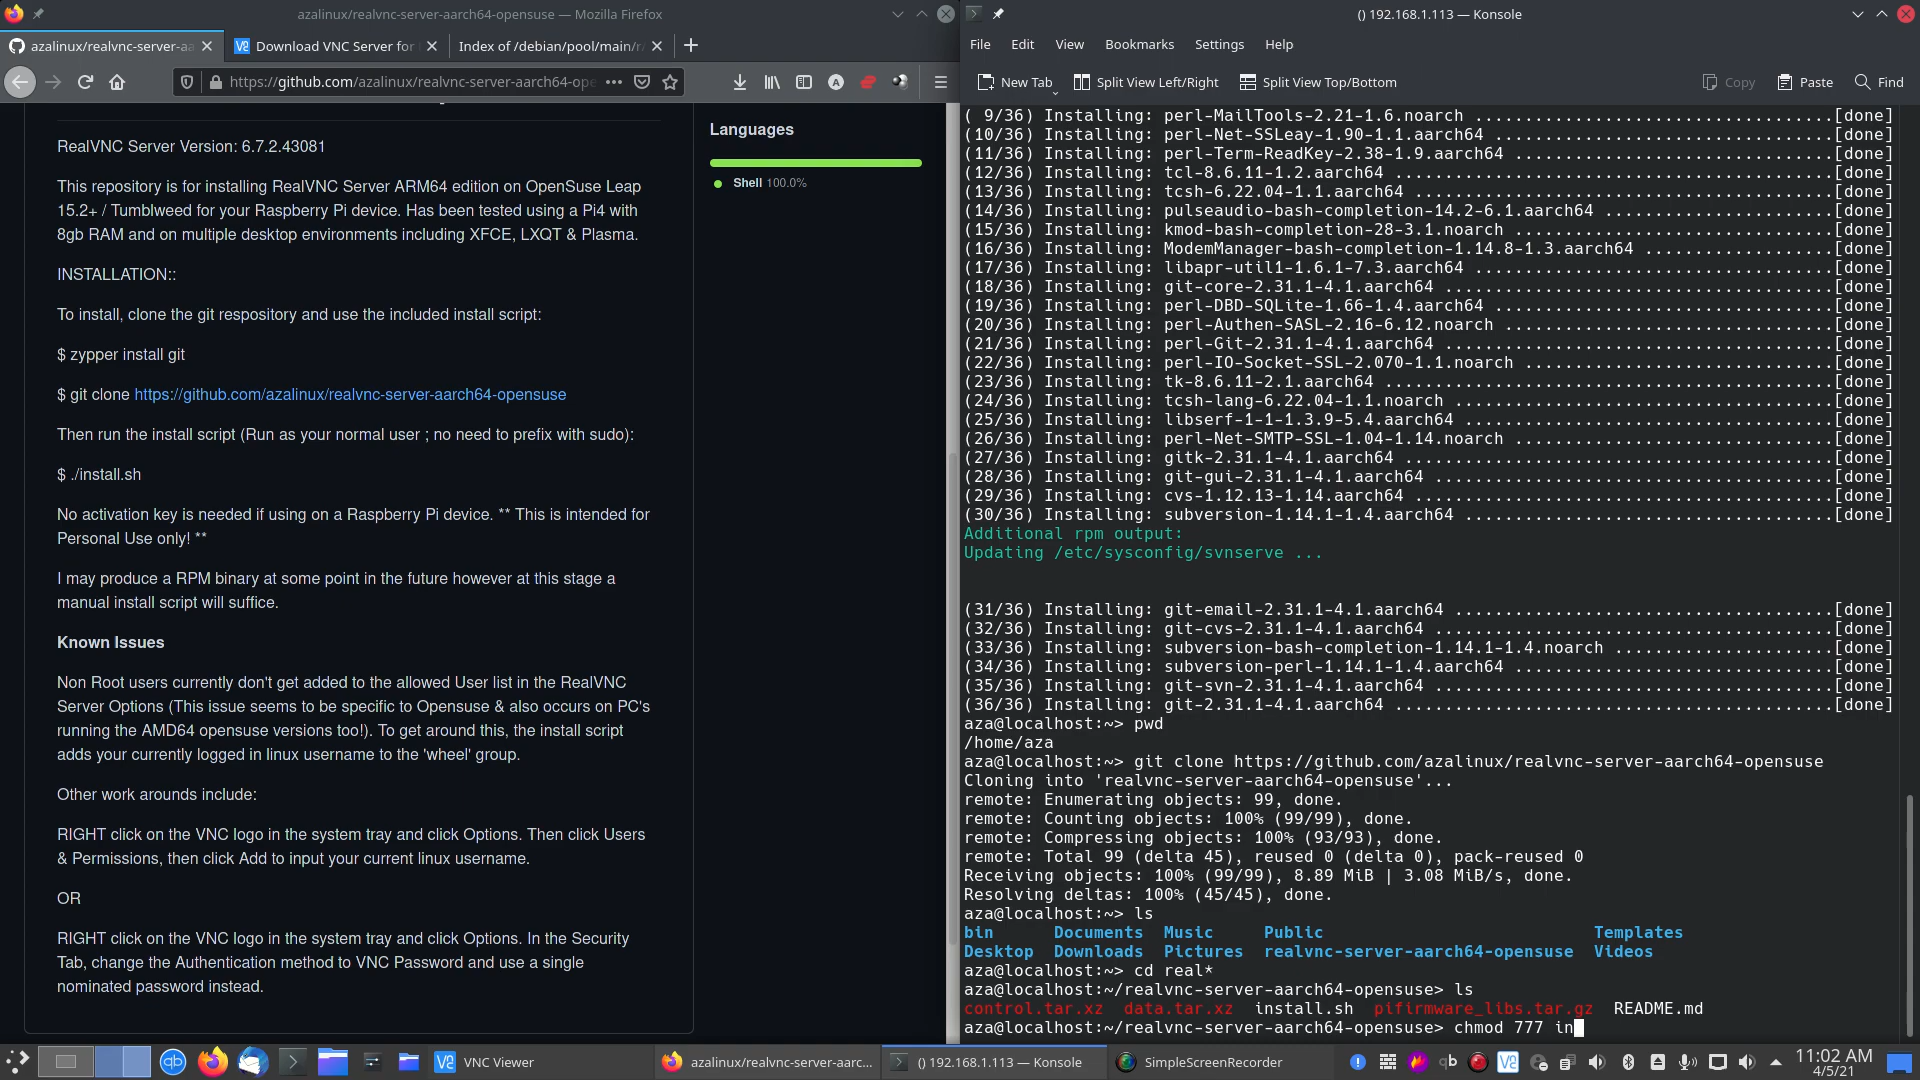 azalinux/realvnc-server-aarch64-opensuse — Mozilla Firefox
azalinux/realvnc-server-aa
Download VNC Server for
Index of /debian/pool/main/r
https://github.com/azalinux/realvnc-server-aarch64-ope
RealVNC Server Version: 6.7.2.43081
This repository is for installing RealVNC Server ARM64 edition on OpenSuse Leap
15.2+ / Tumblweed for your Raspberry Pi device. Has been tested using a Pi4 with
8gb RAM and on multiple desktop environments including XFCE, LXQT & Plasma.
INSTALLATION::
To install, clone the git respository and use the included install script:
$ zypper install git
$ git clone https://github.com/azalinux/realvnc-server-aarch64-opensuse
Then run the install script (Run as your normal user ; no need to prefix with sudo):
$ ./install.sh
No activation key is needed if using on a Raspberry Pi device. ** This is intended for
Personal Use only! **
I may produce a RPM binary at some point in the future however at this stage a
manual install script will suffice.
Known Issues
Non Root users currently don't get added to the allowed User list in the RealVNC
Server Options (This issue seems to be specific to Opensuse & also occurs on PC's
running the AMD64 opensuse versions too!). To get around this, the install script
adds your currently logged in linux username to the 'wheel' group.
Other work arounds include:
RIGHT click on the VNC logo in the system tray and click Options. Then click Users
& Permissions, then click Add to input your current linux username.
OR
RIGHT click on the VNC logo in the system tray and click Options. In the Security
Tab, change the Authentication method to VNC Password and use a single
nominated password instead.
Languages
Shell 100.0%
() 192.168.1.113 — Konsole
File Edit View Bookmarks Settings Help
New Tab Split View Left/Right Split View Top/Bottom Copy Paste Find
( 9/36) Installing: perl-MailTools-2.21-1.6.noarch ....................................[done]
(10/36) Installing: perl-Net-SSLeay-1.90-1.1.aarch64 ..................................[done]
(11/36) Installing: perl-Term-ReadKey-2.38-1.9.aarch64 ................................[done]
(12/36) Installing: tcl-8.6.11-1.2.aarch64 ............................................[done]
(13/36) Installing: tcsh-6.22.04-1.1.aarch64 ..........................................[done]
(14/36) Installing: pulseaudio-bash-completion-14.2-6.1.aarch64 .......................[done]
(15/36) Installing: kmod-bash-completion-28-3.1.noarch ................................[done]
(16/36) Installing: ModemManager-bash-completion-1.14.8-1.3.aarch64 ...................[done]
(17/36) Installing: libapr-util1-1.6.1-7.3.aarch64 ....................................[done]
(18/36) Installing: git-core-2.31.1-4.1.aarch64 .......................................[done]
(19/36) Installing: perl-DBD-SQLite-1.66-1.4.aarch64 ..................................[done]
(20/36) Installing: perl-Authen-SASL-2.16-6.12.noarch .................................[done]
(21/36) Installing: perl-Git-2.31.1-4.1.aarch64 .......................................[done]
(22/36) Installing: perl-IO-Socket-SSL-2.070-1.1.noarch ...............................[done]
(23/36) Installing: tk-8.6.11-2.1.aarch64 .............................................[done]
(24/36) Installing: tcsh-lang-6.22.04-1.1.noarch ......................................[done]
(25/36) Installing: libserf-1-1-1.3.9-5.4.aarch64 .....................................[done]
(26/36) Installing: perl-Net-SMTP-SSL-1.04-1.14.noarch ................................[done]
(27/36) Installing: gitk-2.31.1-4.1.aarch64 ...........................................[done]
(28/36) Installing: git-gui-2.31.1-4.1.aarch64 ........................................[done]
(29/36) Installing: cvs-1.12.13-1.14.aarch64 ..........................................[done]
(30/36) Installing: subversion-1.14.1-1.4.aarch64 .....................................[done]
Additional rpm output:
Updating /etc/sysconfig/svnserve ...
(31/36) Installing: git-email-2.31.1-4.1.aarch64 ......................................[done]
(32/36) Installing: git-cvs-2.31.1-4.1.aarch64 ........................................[done]
(33/36) Installing: subversion-bash-completion-1.14.1-1.4.noarch ......................[done]
(34/36) Installing: subversion-perl-1.14.1-1.4.aarch64 ................................[done]
(35/36) Installing: git-svn-2.31.1-4.1.aarch64 ........................................[done]
(36/36) Installing: git-2.31.1-4.1.aarch64 ............................................[done]
aza@localhost:~> pwd
/home/aza
aza@localhost:~> git clone https://github.com/azalinux/realvnc-server-aarch64-opensuse
Cloning into 'realvnc-server-aarch64-opensuse'...
remote: Enumerating objects: 99, done.
remote: Counting objects: 100% (99/99), done.
remote: Compressing objects: 100% (93/93), done.
remote: Total 99 (delta 45), reused 0 (delta 0), pack-reused 0
Receiving objects: 100% (99/99), 8.89 MiB | 3.08 MiB/s, done.
Resolving deltas: 100% (45/45), done.
aza@localhost:~> ls
bin Documents Music Public Templates
Desktop Downloads Pictures realvnc-server-aarch64-opensuse Videos
aza@localhost:~> cd real*
aza@localhost:~/realvnc-server-aarch64-opensuse> ls
control.tar.xz data.tar.xz install.sh pifirmware_libs.tar.gz README.md
aza@localhost:~/realvnc-server-aarch64-opensuse> chmod 777 in
VNC Viewer
azalinux/realvnc-server-aarc...
() 192.168.1.113 — Konsole
SimpleScreenRecorder
11:02 AM
4/5/21